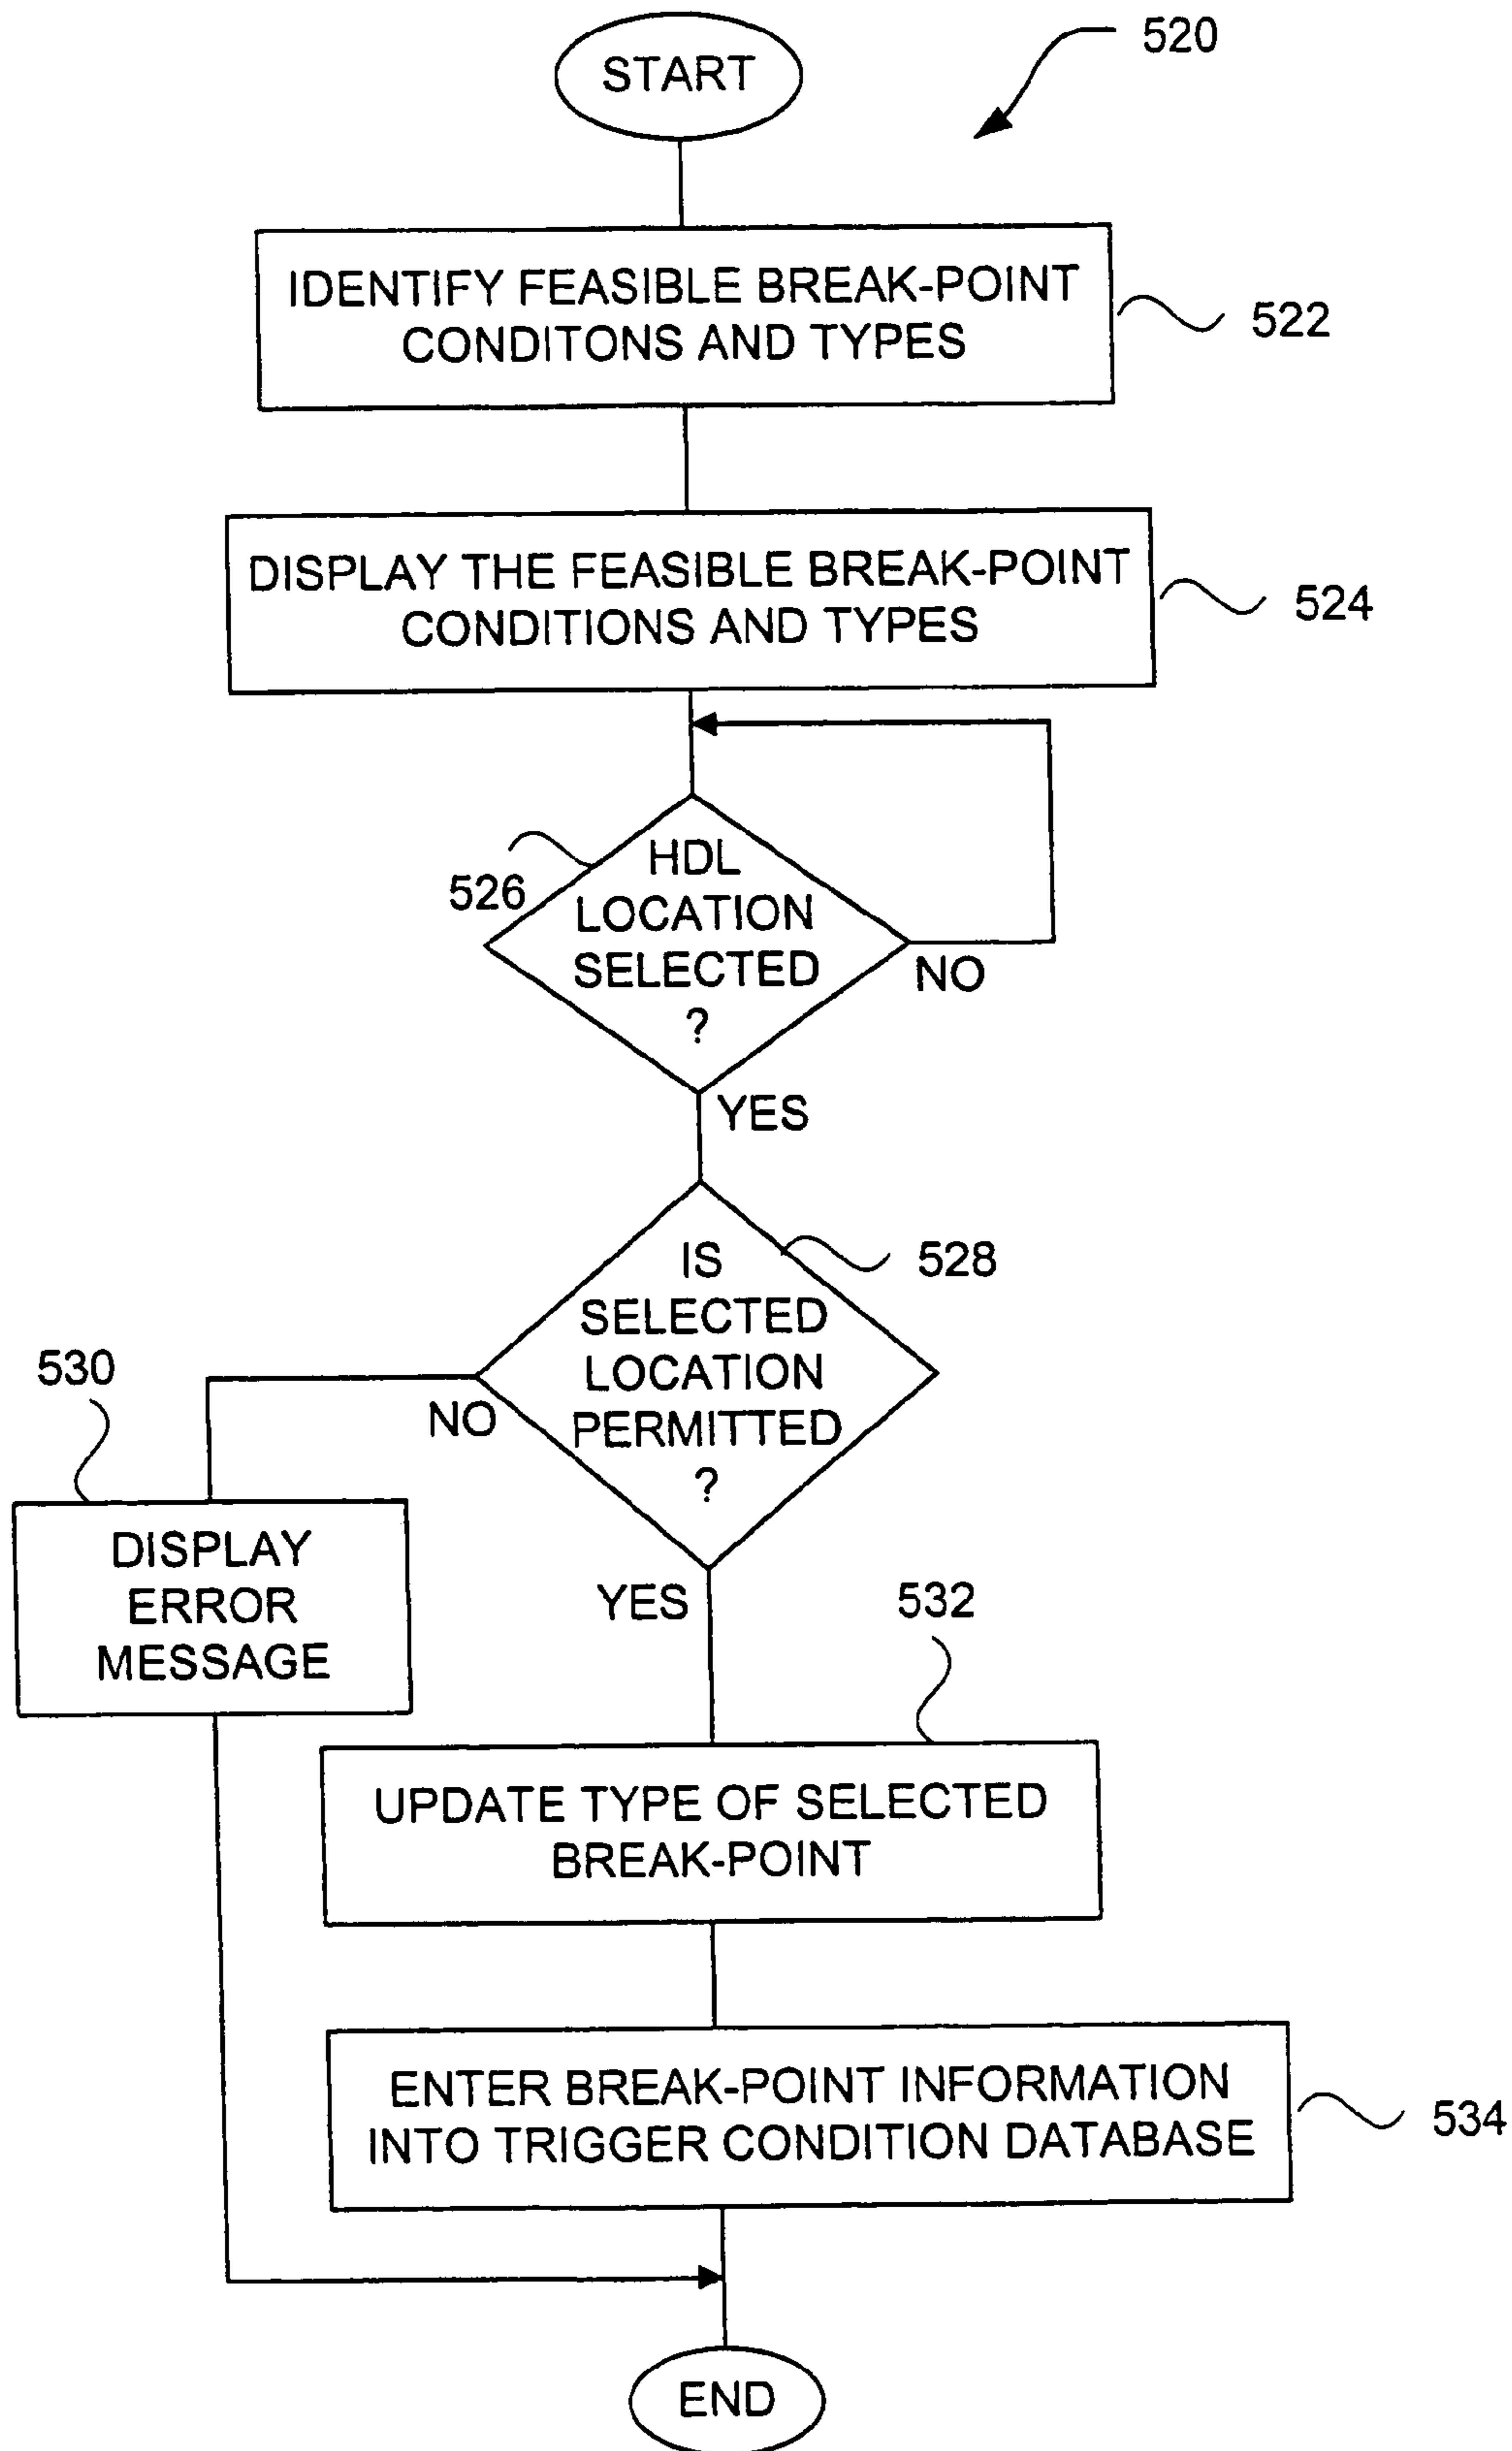 START
520
IDENTIFY FEASIBLE BREAK-POINT
CONDITONS AND TYPES
522
DISPLAY THE FEASIBLE BREAK-POINT
CONDITIONS AND TYPES
524
526
HDL
LOCATION
SELECTED
?
NO
YES
IS
SELECTED
LOCATION
PERMITTED
?
528
NO
530
DISPLAY
ERROR
MESSAGE
YES
532
UPDATE TYPE OF SELECTED
BREAK-POINT
ENTER BREAK-POINT INFORMATION
INTO TRIGGER CONDITION DATABASE
534
END